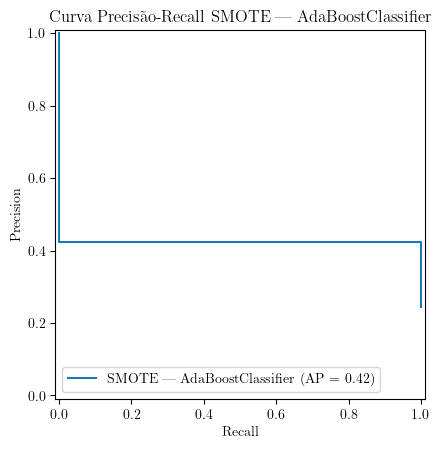 Curva Precisão-Recall SMOTE — AdaBoostClassifier
1.0
0.8
0.6
0.4
0.2
0.0
Precision
SMOTE — AdaBoostClassifier (AP = 0.42)
0.0 0.2 0.4 0.6 0.8 1.0
Recall